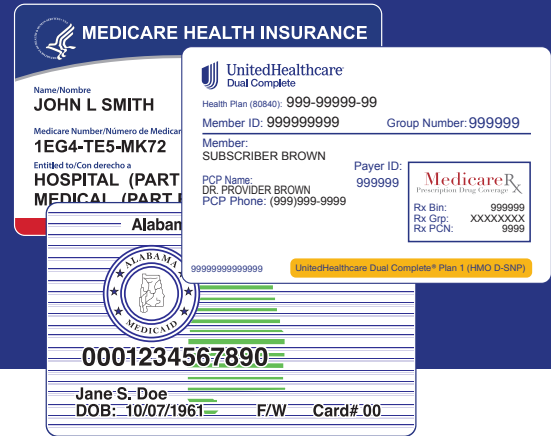 MEDICARE HEALTH INSURANCE
Name/Nombre
JOHN L SMITH
Medicare Number/Número de Medicar
1EG4-TE5-MK72
Entitled to/Con derecho a
HOSPITAL (PART
MEDICAL (PART
UnitedHealthcare®
Dual Complete
Health Plan (80840): 999-99999-99
Member ID: 999999999 Group Number: 999999
Member:
SUBSCRIBER BROWN
Payer ID:
999999
PCP Name:
DR. PROVIDER BROWN
PCP Phone: (999)999-9999
MedicareRx
Prescription Drug Coverage
Rx Bin: 999999
Rx Grp: XXXXXXXX
Rx PCN: 9999
99999999999999 UnitedHealthcare Dual Complete® Plan 1 (HMO D-SNP)
Alaban
ALABAMA
MEDICAID
0001234567890
Jane S. Doe
DOB: 10/07/1961 F/W Card# 00